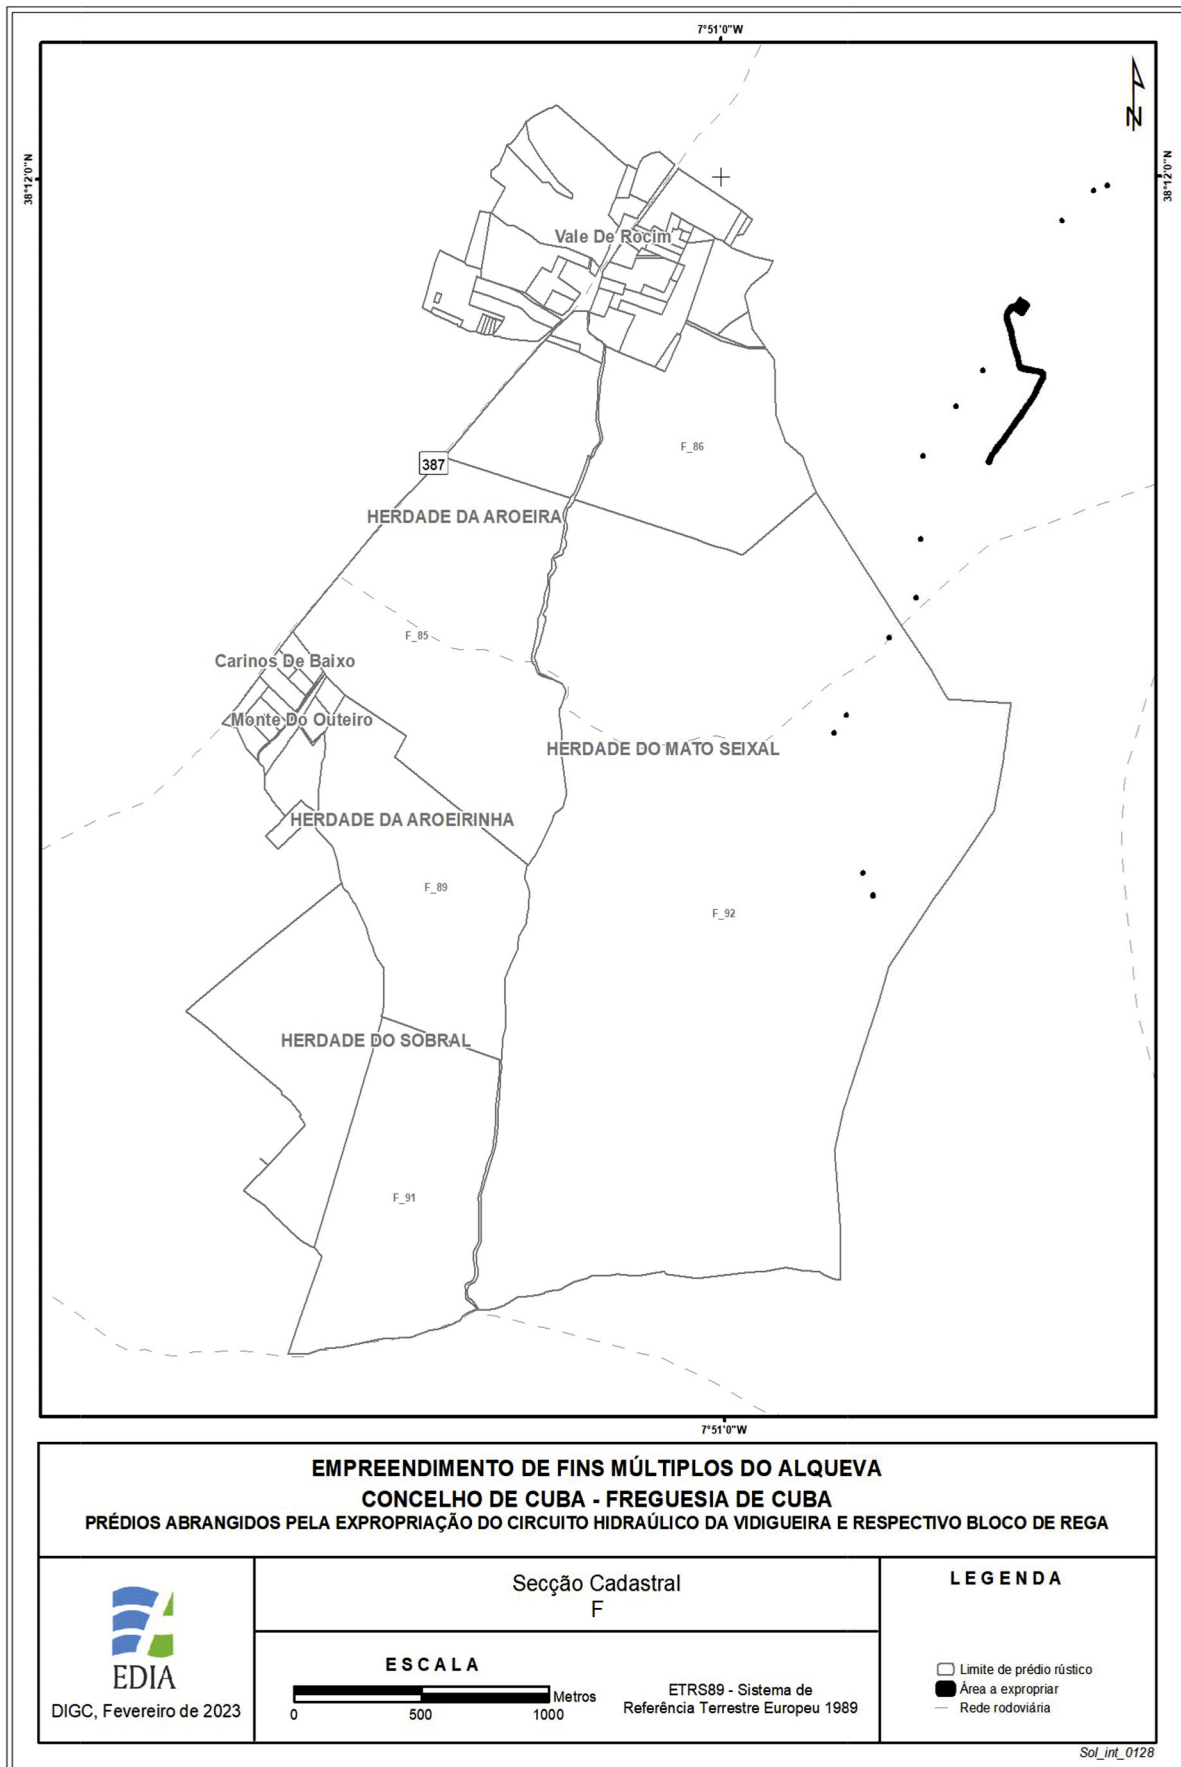 7°51'0"W
N
38°12'0"N
38°12'0"N
Vale De Rocim
F_86
387
HERDADE DA AROEIRA
F_85
Carinos De Baixo
Monte Do Outeiro
HERDADE DO MATO SEIXAL
HERDADE DA AROEIRINHA
F_89
F_92
HERDADE DO SOBRAL
F_91
7°51'0"W
EMPREENDIMENTO DE FINS MÚLTIPLOS DO ALQUEVA
CONCELHO DE CUBA - FREGUESIA DE CUBA
PRÉDIOS ABRANGIDOS PELA EXPROPRIAÇÃO DO CIRCUITO HIDRAÚLICO DA VIDIGUEIRA E RESPECTIVO BLOCO DE REGA
EDIA
DIGC, Fevereiro de 2023
Secção Cadastral
F
ESCALA
Metros
0 500 1000
ETRS89 - Sistema de
Referência Terrestre Europeu 1989
LEGENDA
Limite de prédio rústico
Área a expropriar
Rede rodoviária
Sol_int_0128